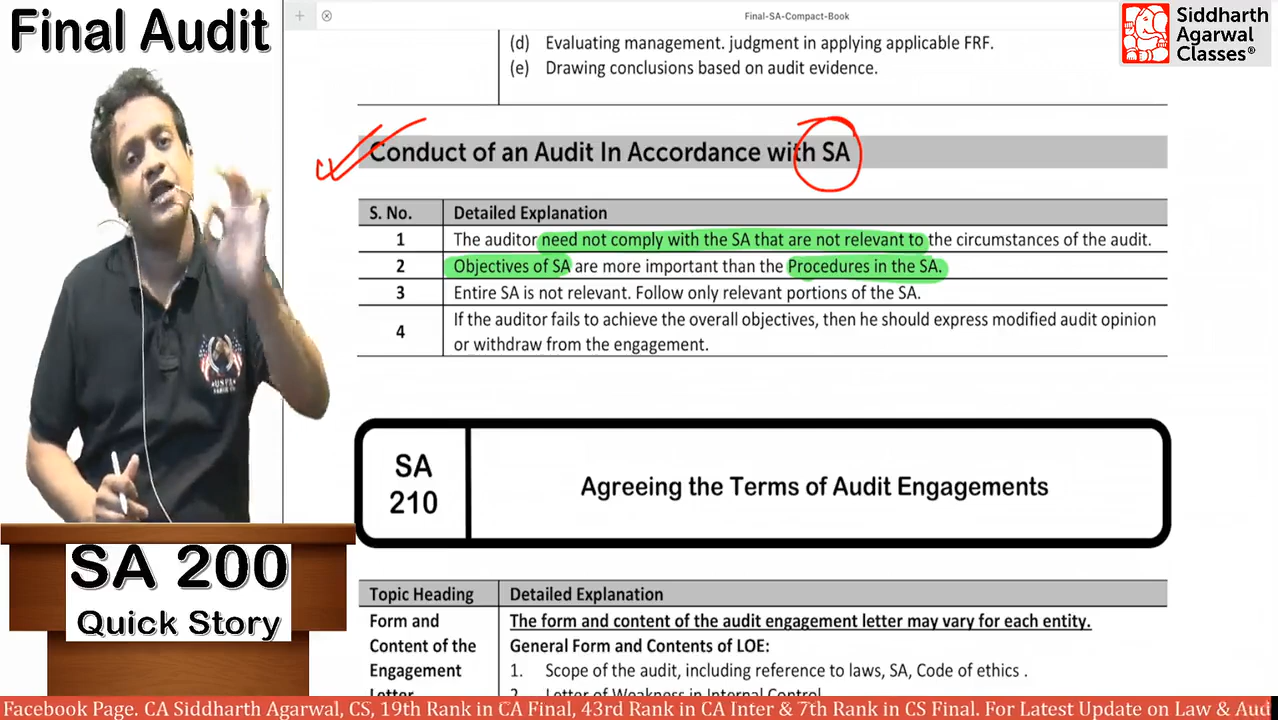 Final Audit
Final-SA-Compact-Book
Siddharth
Agarwal
Classes®
(d) Evaluating management. judgment in applying applicable FRF.
(e) Drawing conclusions based on audit evidence.
Conduct of an Audit In Accordance with SA
S. No. Detailed Explanation
1 The auditor need not comply with the SA that are not relevant to the circumstances of the audit.
2 Objectives of SA are more important than the Procedures in the SA.
3 Entire SA is not relevant. Follow only relevant portions of the SA.
4 If the auditor fails to achieve the overall objectives, then he should express modified audit opinion
or withdraw from the engagement.
SA
210
Agreeing the Terms of Audit Engagements
Topic Heading Detailed Explanation
Form and The form and content of the audit engagement letter may vary for each entity.
Content of the General Form and Contents of LOE:
Engagement 1. Scope of the audit, including reference to laws, SA, Code of ethics .
Letter 2. Letter of Weakness in Internal Control
SA 200
Quick Story
Facebook Page. CA Siddharth Agarwal, CS, 19th Rank in CA Final, 43rd Rank in CA Inter & 7th Rank in CS Final. For Latest Update on Law & Aud